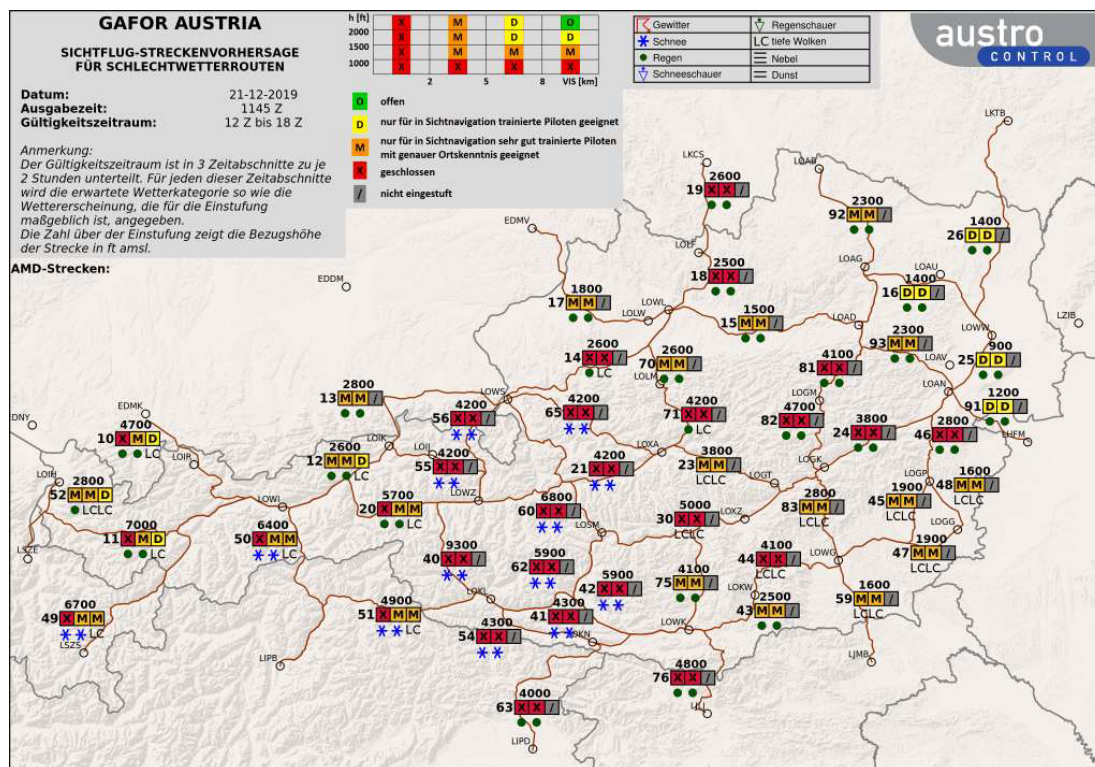 GAFOR AUSTRIA
SICHTFLUG-STRECKENVORHERSAGE
FÜR SCHLECHTWETTERROUTEN
Datum: 21-12-2019
Ausgabezeit: 1145 Z
Gültigkeitszeitraum: 12 Z bis 18 Z
Anmerkung:
Der Gültigkeitszeitraum ist in 3 Zeitabschnitte zu je
2 Stunden unterteilt. Für jeden dieser Zeitabschnitte
wird die erwartete Wetterkategorie so wie die
Wettererscheinung, die für die Einstufung
maßgeblich ist, angegeben.
Die Zahl über der Einstufung zeigt die Bezugshöhe
der Strecke in ft amsl.
AMD-Strecken:
h [ft] X M D O
2000 X M D D
1500 X M M M
1000 X X X X
2 5 8 VIS [km]
O offen
D nur für in Sichtnavigation trainierte Piloten geeignet
M nur für in Sichtnavigation sehr gut trainierte Piloten
mit genauer Ortskenntnis geeignet
X geschlossen
/ nicht eingestuft
Gewitter Regenschauer
Schnee LC tiefe Wolken
Regen Nebel
Schneeschauer Dunst
austro
CONTROL
LKTB
LKCS
LOAB
2600
19 X X /
2300
92 M M /
1400
26 D D /
EDMV
LOLF
EDDM
2500
18 X X /
LOAG
LOAU
1400
16 D D /
1800
17 M M /
LOLW
LOWL
1500
15 M M /
LOAD
LZIB
LOWW
2300
93 M M /
900
25 D D /
LOAV
2600
14 X X /
LC
2600
70 M M /
LOLM
4100
81 X X /
2800
13 M M /
LOWS
LOGM
LOAN
1200
91 D D /
EDNY
EDMK
4200
56 X X /
4200
65 X X /
4200
71 X X /
LC
4700
82 X X /
3800
24 X X /
2800
46 X X /
LHFM
4700
10 X M D
LC
LOIR
LOIK
LOIJ
2600
12 M M D
LC
4200
55 X X /
4200
21 X X /
LOXA
3800
23 M M /
LCLC
LOGK
LOIH
2800
52 M M D
LCLC
LOWI
LOWZ
LOGT
LOGP
1600
48 M M /
LCLC
1900
45 M M /
LCLC
5700
20 X M M
LC
6800
60 X X /
LOSM
5000
30 X X /
LCLC
LOXZ
2800
83 M M /
LCLC
LOGG
7000
11 X M D
LC
6400
50 X M M
LC
LSZE
9300
40 X X /
5900
62 X X /
4100
44 X X /
LCLC
LOWG
1900
47 M M /
LCLC
5900
42 X X /
4100
75 M M /
LOKW
1600
59 M M /
LCLC
6700
49 X M M
LC
LSZS
4900
51 X M M
LC
LOKL
4300
41 X X /
2500
43 M M /
4300
54 X X /
LOKN
LOWK
LIPB
LJMB
4800
76 X X /
4000
63 X X /
LIPD